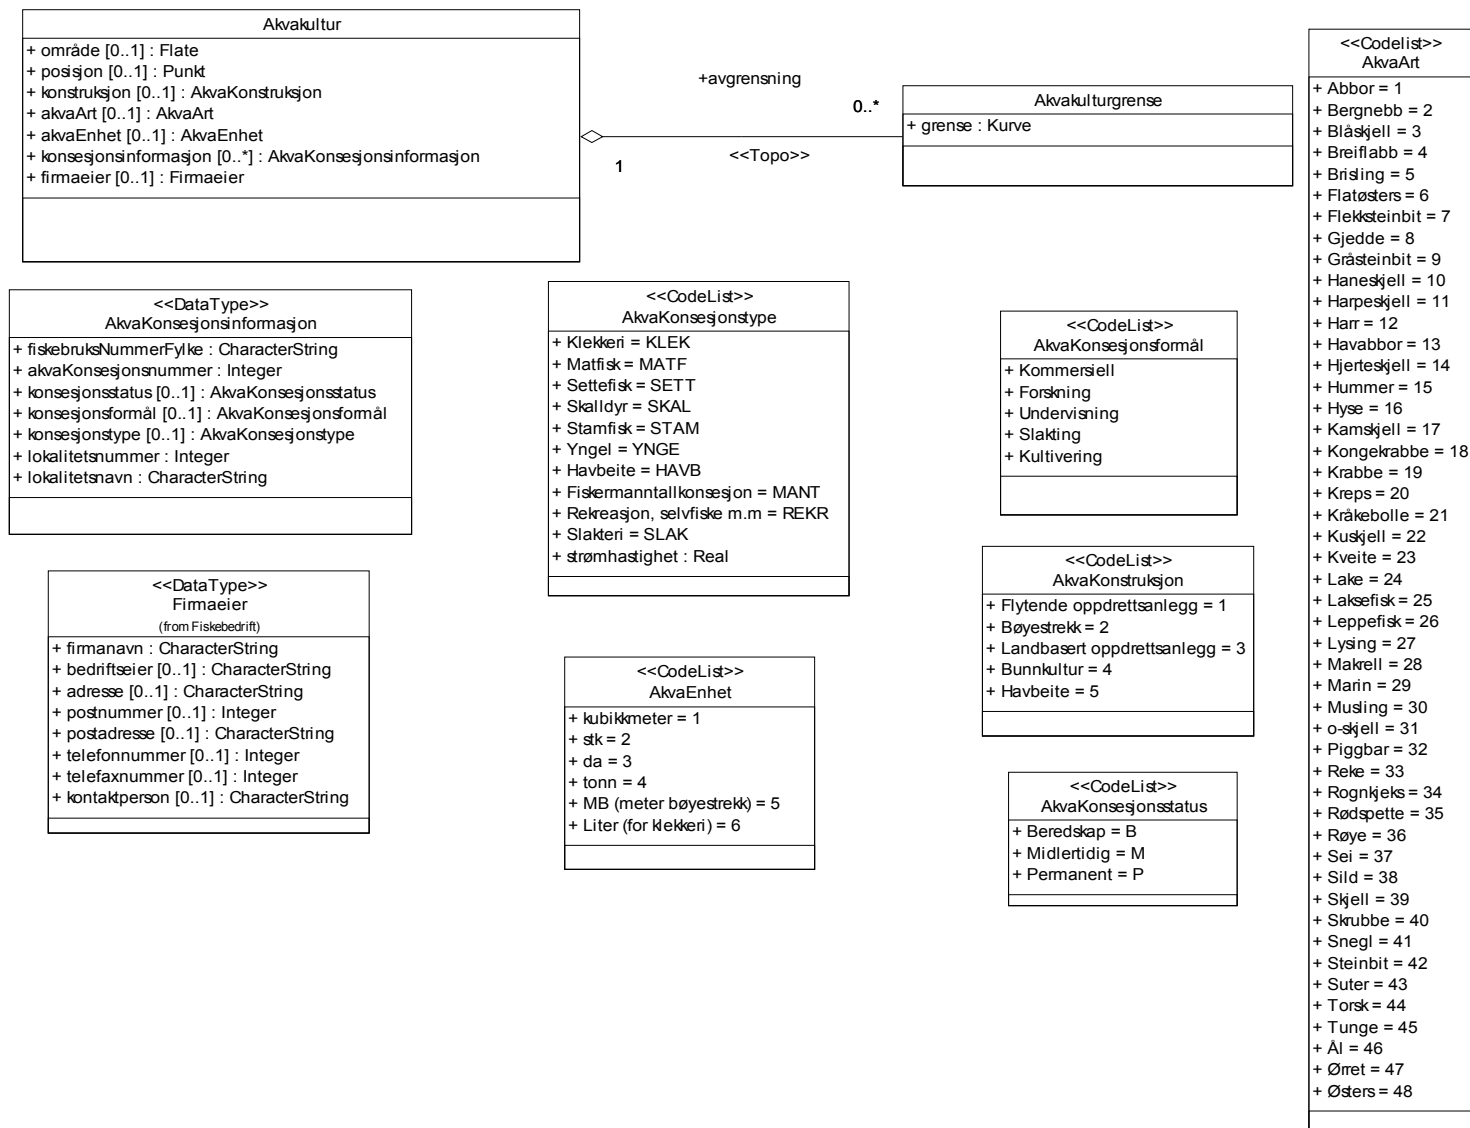 Akvakultur
+ område [0..1] : Flate
+ posisjon [0..1] : Punkt
+ konstruksjon [0..1] : AkvaKonstruksjon
+ akvaArt [0..1] : AkvaArt
+ akvaEnhet [0..1] : AkvaEnhet
+ konsesjonsinformasjon [0..*] : AkvaKonsesjonsinformasjon
+ firmaeier [0..1] : Firmaeier
+avgrensning
0..*
1
<<Topo>>
Akvakulturgrense
+ grense : Kurve
<<DataType>>
AkvaKonsesjonsinformasjon
+ fiskebruksNummerFylke : CharacterString
+ akvaKonsesjonsnummer : Integer
+ konsesjonsstatus [0..1] : AkvaKonsesjonsstatus
+ konsesjonsformål [0..1] : AkvaKonsesjonsformål
+ konsesjonstype [0..1] : AkvaKonsesjonstype
+ lokalitetsnummer : Integer
+ lokalitetsnavn : CharacterString
<<DataType>>
Firmaeier
(from Fiskebedrift)
+ firmanavn : CharacterString
+ bedriftseier [0..1] : CharacterString
+ adresse [0..1] : CharacterString
+ postnummer [0..1] : Integer
+ postadresse [0..1] : CharacterString
+ telefonnummer [0..1] : Integer
+ telefaxnummer [0..1] : Integer
+ kontaktperson [0..1] : CharacterString
<<CodeList>>
AkvaKonsesjonstype
+ Klekkeri = KLEK
+ Matfisk = MATF
+ Settefisk = SETT
+ Skalldyr = SKAL
+ Stamfisk = STAM
+ Yngel = YNGE
+ Havbeite = HAVB
+ Fiskermanntallkonsesjon = MANT
+ Rekreasjon, selvfiske m.m = REKR
+ Slakteri = SLAK
+ strømhastighet : Real
<<CodeList>>
AkvaEnhet
+ kubikkmeter = 1
+ stk = 2
+ da = 3
+ tonn = 4
+ MB (meter bøyestrekk) = 5
+ Liter (for klekkeri) = 6
<<CodeList>>
AkvaKonsesjonsformål
+ Kommersiell
+ Forskning
+ Undervisning
+ Slakting
+ Kultivering
<<CodeList>>
AkvaKonstruksjon
+ Flytende oppdrettsanlegg = 1
+ Bøyestrekk = 2
+ Landbasert oppdrettsanlegg = 3
+ Bunnkultur = 4
+ Havbeite = 5
<<CodeList>>
AkvaKonsesjonsstatus
+ Beredskap = B
+ Midlertidig = M
+ Permanent = P
<<Codelist>>
AkvaArt
+ Abbor = 1
+ Bergnebb = 2
+ Blåskjell = 3
+ Breiflabb = 4
+ Brisling = 5
+ Flatøsters = 6
+ Flekksteinbit = 7
+ Gjedde = 8
+ Gråsteinbit = 9
+ Haneskjell = 10
+ Harpeskjell = 11
+ Harr = 12
+ Havabbor = 13
+ Hjerteskjell = 14
+ Hummer = 15
+ Hyse = 16
+ Kamskjell = 17
+ Kongekrabbe = 18
+ Krabbe = 19
+ Kreps = 20
+ Kråkebolle = 21
+ Kuskjell = 22
+ Kveite = 23
+ Lake = 24
+ Laksefisk = 25
+ Leppefisk = 26
+ Lysing = 27
+ Makrell = 28
+ Marin = 29
+ Musling = 30
+ o-skjell = 31
+ Piggbar = 32
+ Reke = 33
+ Rognkjeks = 34
+ Rødspette = 35
+ Røye = 36
+ Sei = 37
+ Sild = 38
+ Skjell = 39
+ Skrubbe = 40
+ Snegl = 41
+ Steinbit = 42
+ Suter = 43
+ Torsk = 44
+ Tunge = 45
+ Ål = 46
+ Ørret = 47
+ Østers = 48